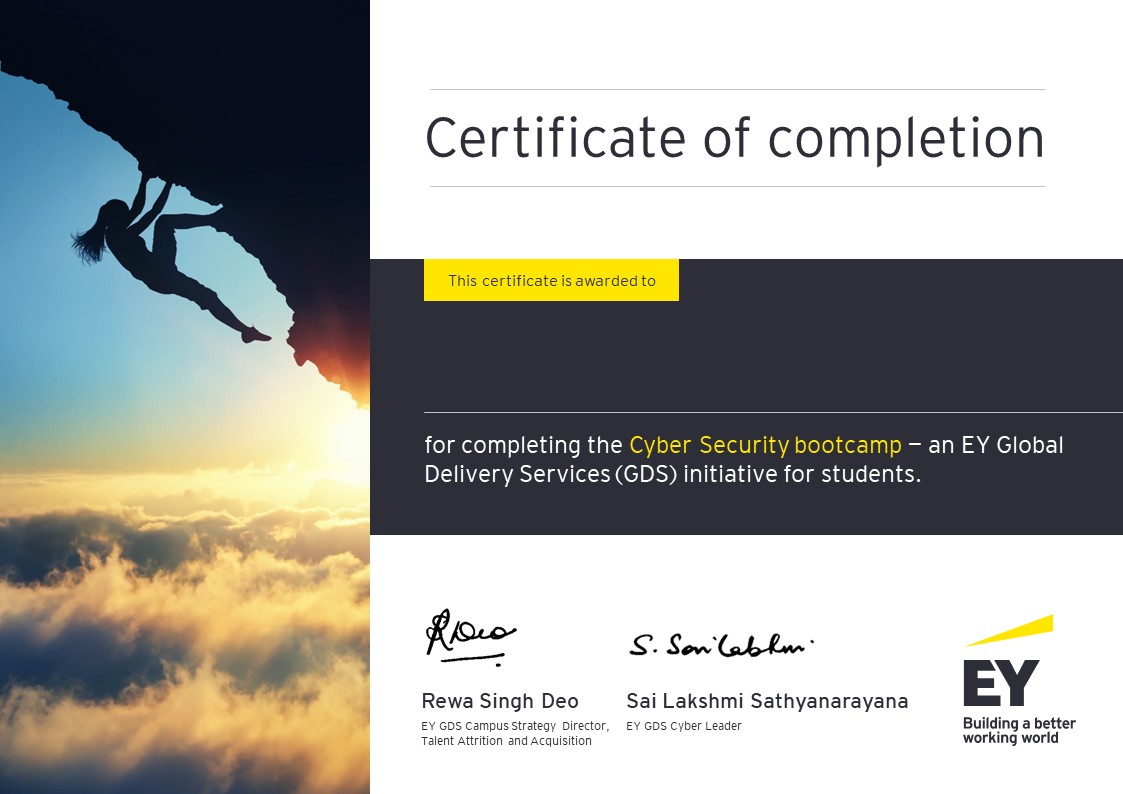 Certificate of completion
This certificate is awarded to
for completing the Cyber Security bootcamp – an EY Global
Delivery Services (GDS) initiative for students.
R Deo
S. Sai Lakshmi
Rewa Singh Deo
EY GDS Campus Strategy Director,
Talent Attrition and Acquisition
Sai Lakshmi Sathyanarayana
EY GDS Cyber Leader
EY
Building a better
working world